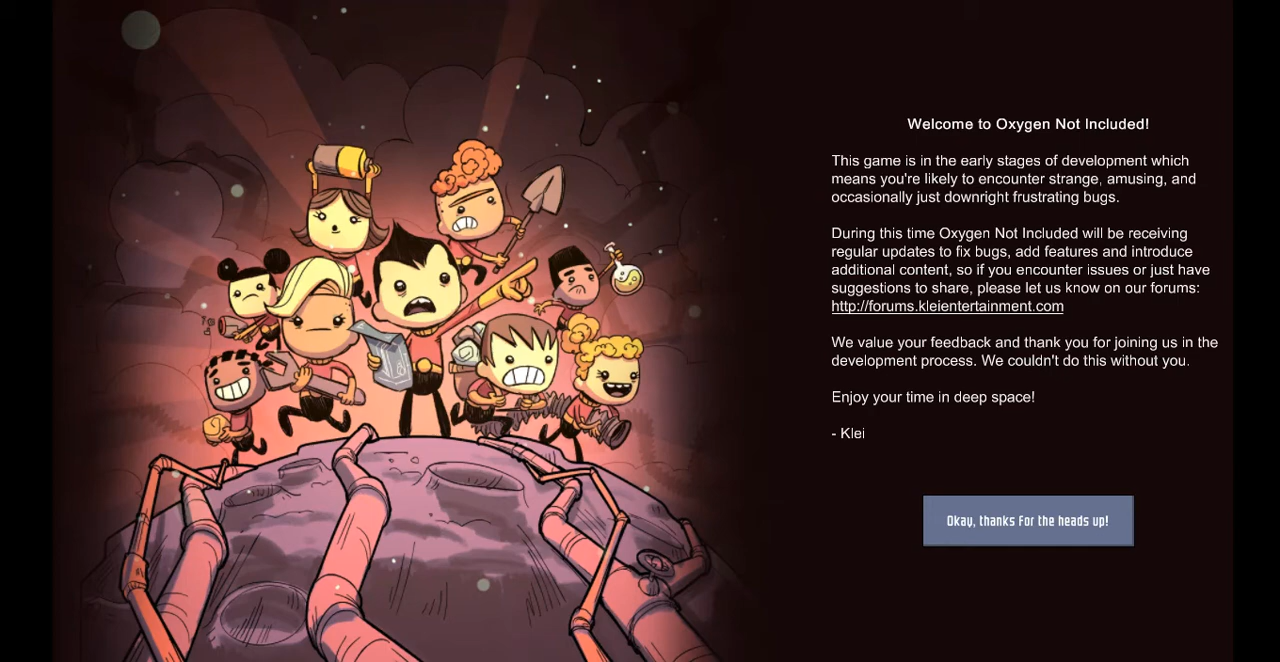 Welcome to Oxygen Not Included!
This game is in the early stages of development which
means you're likely to encounter strange, amusing, and
occasionally just downright frustrating bugs.
During this time Oxygen Not Included will be receiving
regular updates to fix bugs, add features and introduce
additional content, so if you encounter issues or just have
suggestions to share, please let us know on our forums:
http://forums.kleientertainment.com
We value your feedback and thank you for joining us in the
development process. We couldn't do this without you.
Enjoy your time in deep space!
- Klei
Okay, thanks for the heads up!